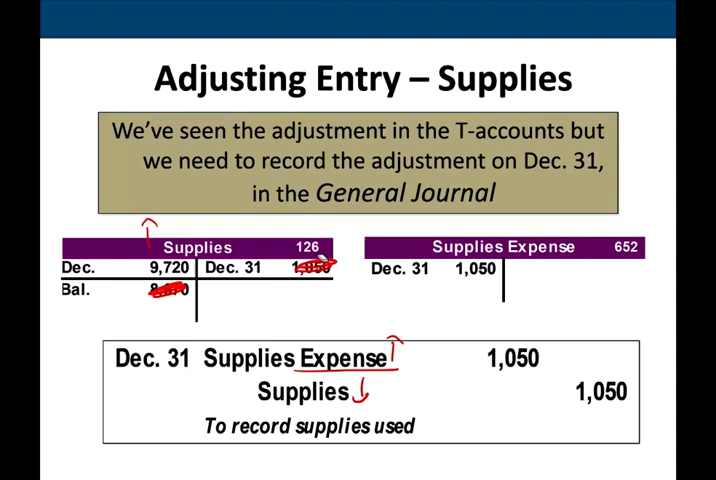 Adjusting Entry – Supplies
We've seen the adjustment in the T-accounts but
we need to record the adjustment on Dec. 31,
in the General Journal
Supplies 126
Dec. 9,720 Dec. 31 1,050
Bal. 8,670
Supplies Expense 652
Dec. 31 1,050
Dec. 31 Supplies Expense 1,050
Supplies 1,050
To record supplies used